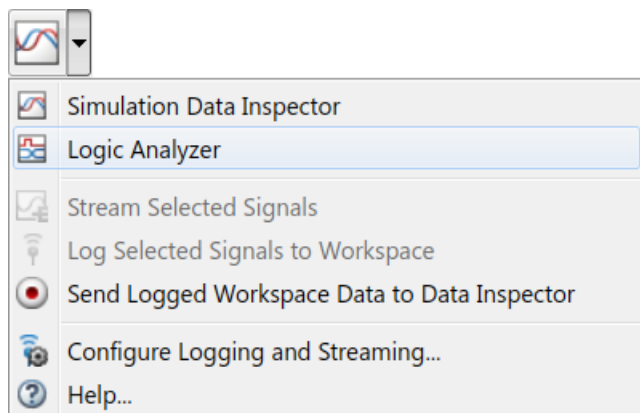 Simulation Data Inspector
Logic Analyzer
Stream Selected Signals
Log Selected Signals to Workspace
Send Logged Workspace Data to Data Inspector
Configure Logging and Streaming...
Help...